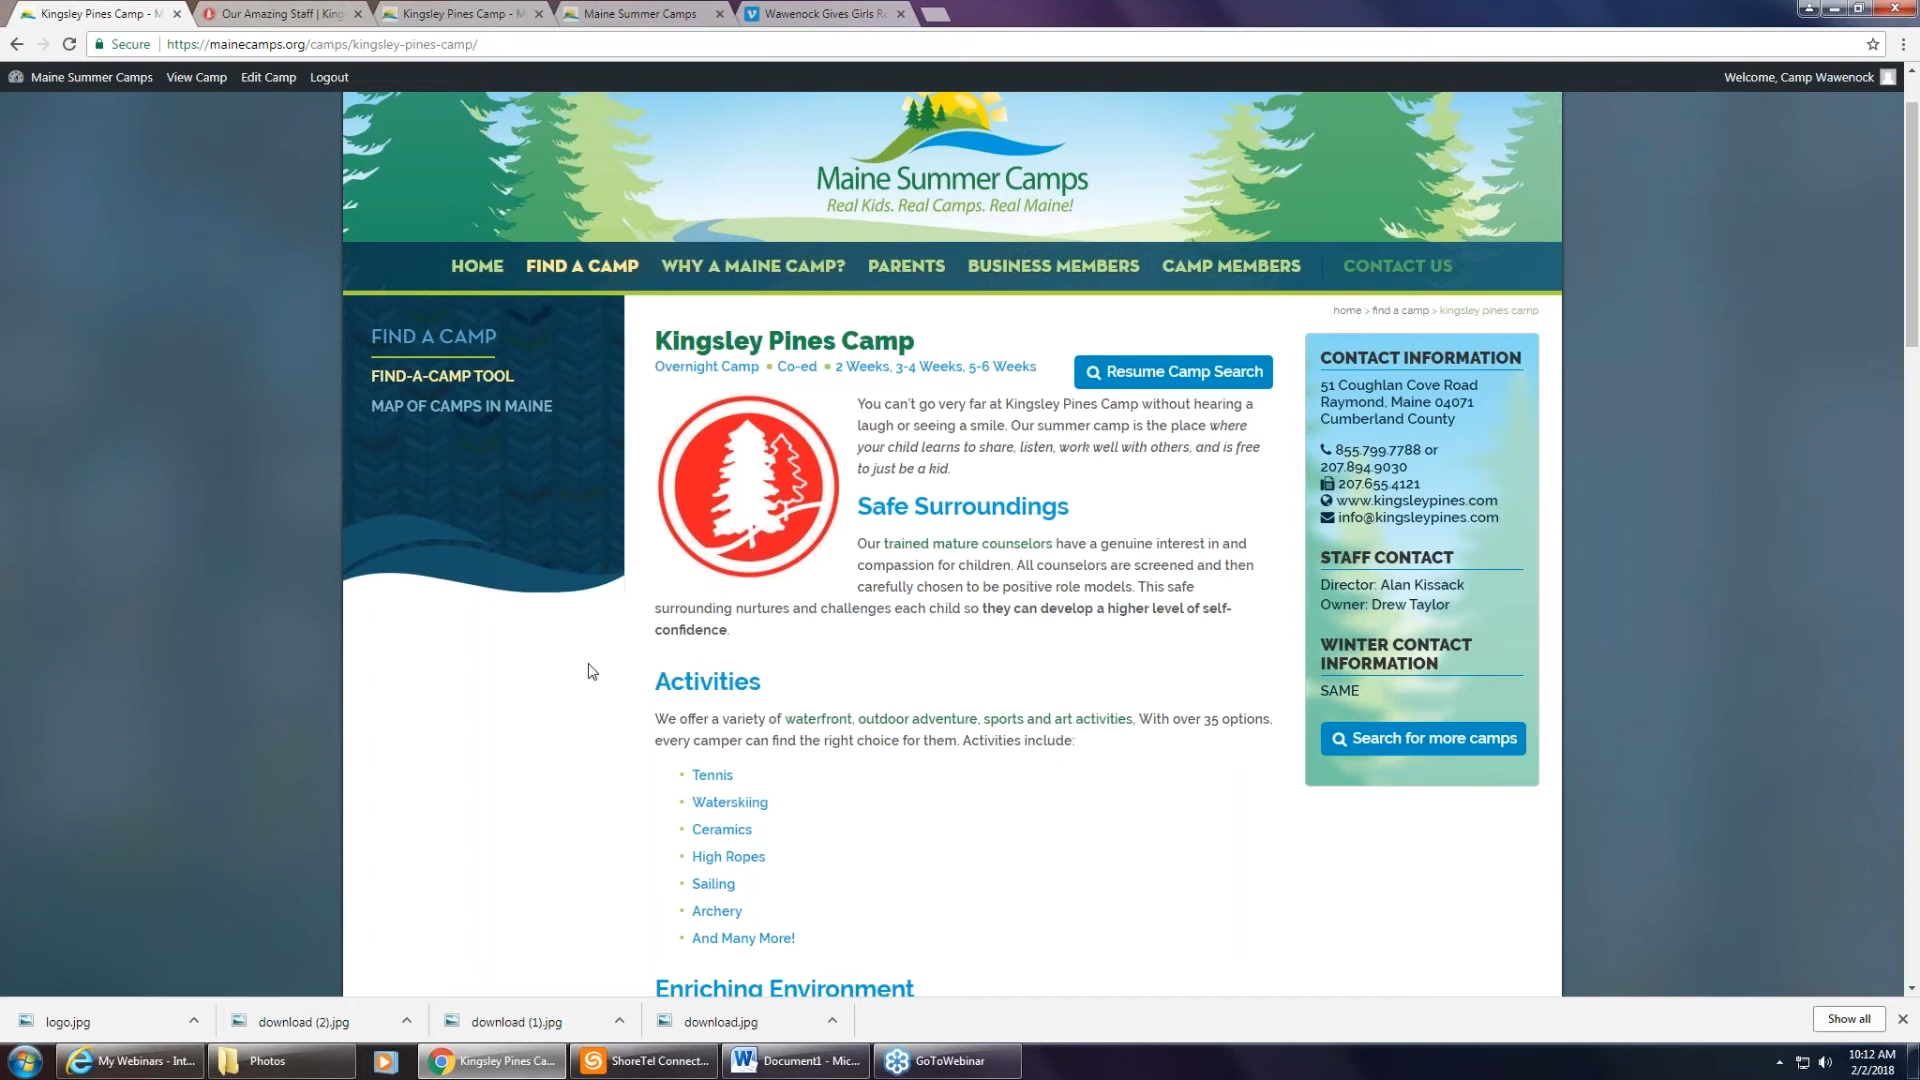 Kingsley Pines Camp - M
Our Amazing Staff | King
Kingsley Pines Camp - M
Maine Summer Camps
Wawenock Gives Girls Ro
Secure
https://mainecamps.org/camps/kingsley-pines-camp/
Maine Summer Camps
View Camp
Edit Camp
Logout
Welcome, Camp Wawenock
Maine Summer Camps
Real Kids. Real Camps. Real Maine!
HOME
FIND A CAMP
WHY A MAINE CAMP?
PARENTS
BUSINESS MEMBERS
CAMP MEMBERS
CONTACT US
home > find a camp > kingsley pines camp
FIND A CAMP
FIND-A-CAMP TOOL
MAP OF CAMPS IN MAINE
Kingsley Pines Camp
Overnight Camp • Co-ed • 2 Weeks, 3-4 Weeks, 5-6 Weeks
Resume Camp Search
You can't go very far at Kingsley Pines Camp without hearing a
laugh or seeing a smile. Our summer camp is the place where
your child learns to share, listen, work well with others, and is free
to just be a kid.
Safe Surroundings
Our trained mature counselors have a genuine interest in and
compassion for children. All counselors are screened and then
carefully chosen to be positive role models. This safe
surrounding nurtures and challenges each child so they can develop a higher level of self-
confidence.
Activities
We offer a variety of waterfront, outdoor adventure, sports and art activities, With over 35 options,
every camper can find the right choice for them. Activities include:
• Tennis
• Waterskiing
• Ceramics
• High Ropes
• Sailing
• Archery
• And Many More!
Enriching Environment
CONTACT INFORMATION
51 Coughlan Cove Road
Raymond, Maine 04071
Cumberland County
855.799.7788 or
207.894.9030
207.655.4121
www.kingsleypines.com
info@kingsleypines.com
STAFF CONTACT
Director: Alan Kissack
Owner: Drew Taylor
WINTER CONTACT
INFORMATION
SAME
Search for more camps
logo.jpg
download (2).jpg
download (1).jpg
download.jpg
Show all
My Webinars - Int...
Photos
Kingsley Pines Ca...
ShoreTel Connect...
Document1 - Mic...
GoToWebinar
10:12 AM
2/2/2018